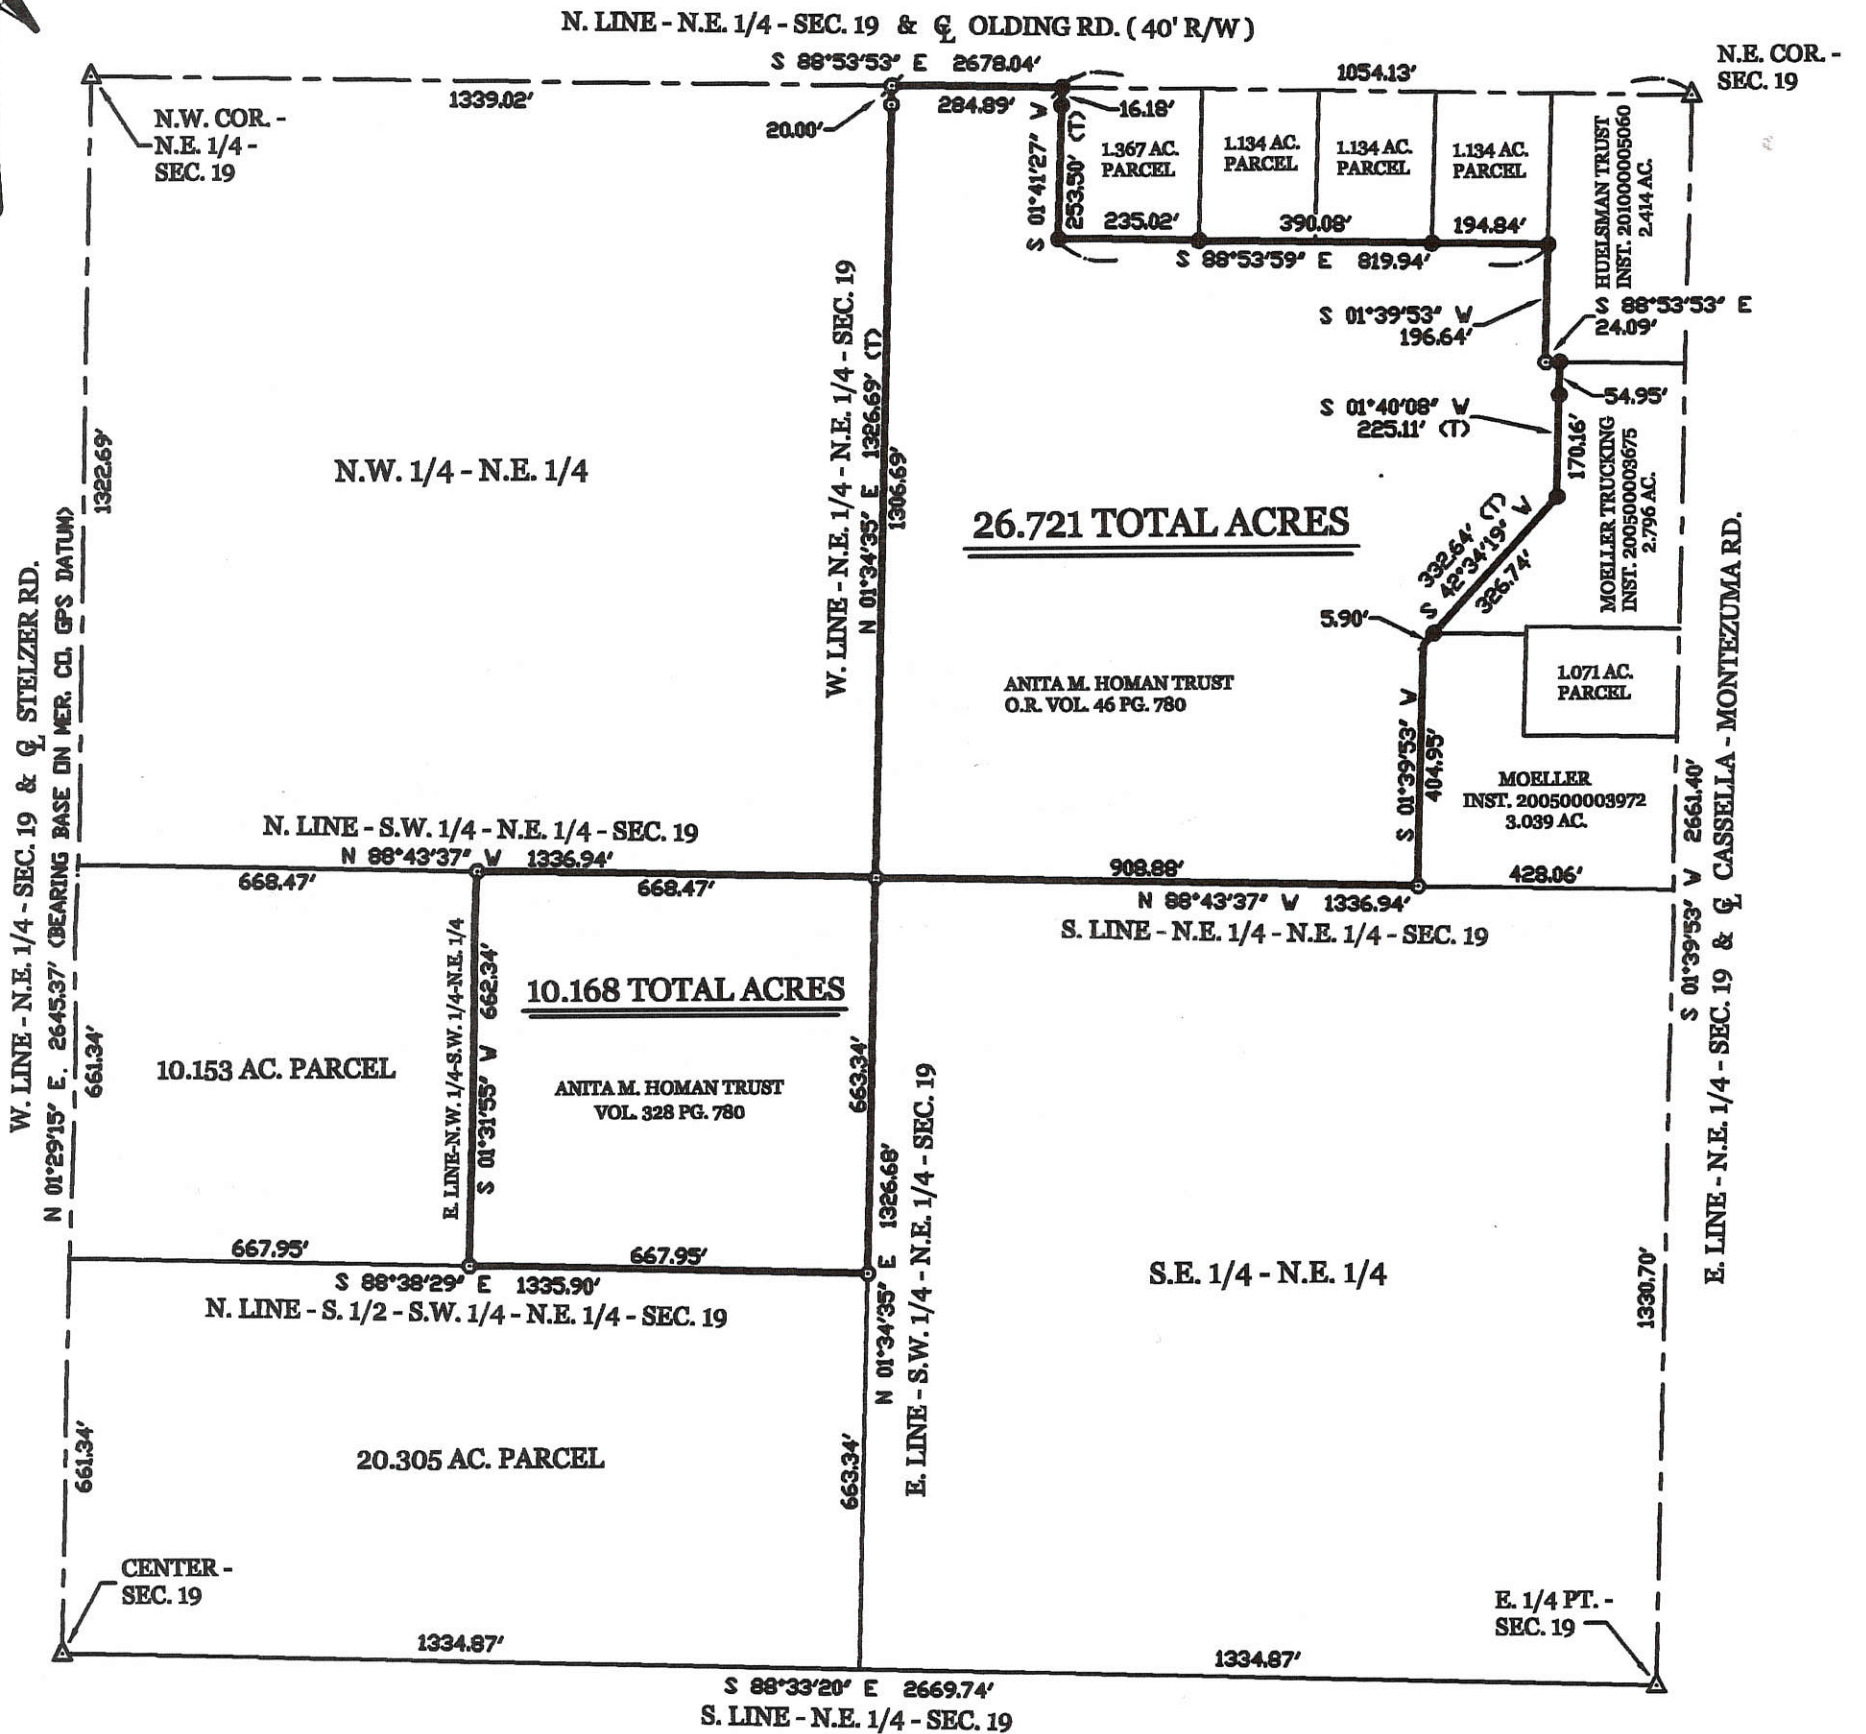 N. LINE - N.E. 1/4 - SEC. 19 & ℄ OLDING RD. ( 40' R/W )
S 88°53'53" E 2678.04'
N.E. COR. -
SEC. 19
1054.13'
1339.02'
284.89'
16.18'
20.00'
N.W. COR. -
N.E. 1/4 -
SEC. 19
S 01°41'27" W
253.50' (T)
1.367 AC.
PARCEL
1.134 AC.
PARCEL
1.134 AC.
PARCEL
1.134 AC.
PARCEL
HUELSMAN TRUST
INST. 201000005060
2.414 AC.
235.02'
390.08'
194.84'
S 88°53'59" E 819.94'
S 01°39'53" W
196.64'
S 88°53'53" E
24.09'
W. LINE - N.E. 1/4 - N.E. 1/4 - SEC. 19
N 01°34'35" E 1326.69' (T)
1306.69'
54.95'
S 01°40'08" W
225.11' (T)
170.16'
MOELLER TRUCKING
INST. 200500003675
2.796 AC.
1322.69'
N.W. 1/4 - N.E. 1/4
26.721 TOTAL ACRES
332.64' (T)
S 42°34'19" W
326.74'
5.90'
W. LINE - N.E. 1/4 - SEC. 19 & ℄ STELZER RD.
N 01°29'15" E. 2645.37' (BEARING BASE ON MER. CO. GPS DATUM)
ANITA M. HOMAN TRUST
O.R. VOL. 46 PG. 780
1.071 AC.
PARCEL
S 01°39'53" W
404.95'
MOELLER
INST. 200500003972
3.039 AC.
S 01°39'53" W 2661.40'
E. LINE - N.E. 1/4 - SEC. 19 & ℄ CASSELLA - MONTEZUMA RD.
N. LINE - S.W. 1/4 - N.E. 1/4 - SEC. 19
N 88°43'37" W 1336.94'
668.47'
668.47'
908.88'
428.06'
N 88°43'37" W 1336.94'
S. LINE - N.E. 1/4 - N.E. 1/4 - SEC. 19
E. LINE-N.W. 1/4-S.W. 1/4-N.E. 1/4
S 01°31'55" W 662.34'
10.168 TOTAL ACRES
661.34'
10.153 AC. PARCEL
ANITA M. HOMAN TRUST
VOL. 328 PG. 780
663.34'
N 01°34'35" E 1326.68'
E. LINE - S.W. 1/4 - N.E. 1/4 - SEC. 19
667.95'
667.95'
S 88°38'29" E 1335.90'
N. LINE - S. 1/2 - S.W. 1/4 - N.E. 1/4 - SEC. 19
S.E. 1/4 - N.E. 1/4
1330.70'
661.34'
20.305 AC. PARCEL
663.34'
CENTER -
SEC. 19
E. 1/4 PT. -
SEC. 19
1334.87'
1334.87'
S 88°33'20" E 2669.74'
S. LINE - N.E. 1/4 - SEC. 19